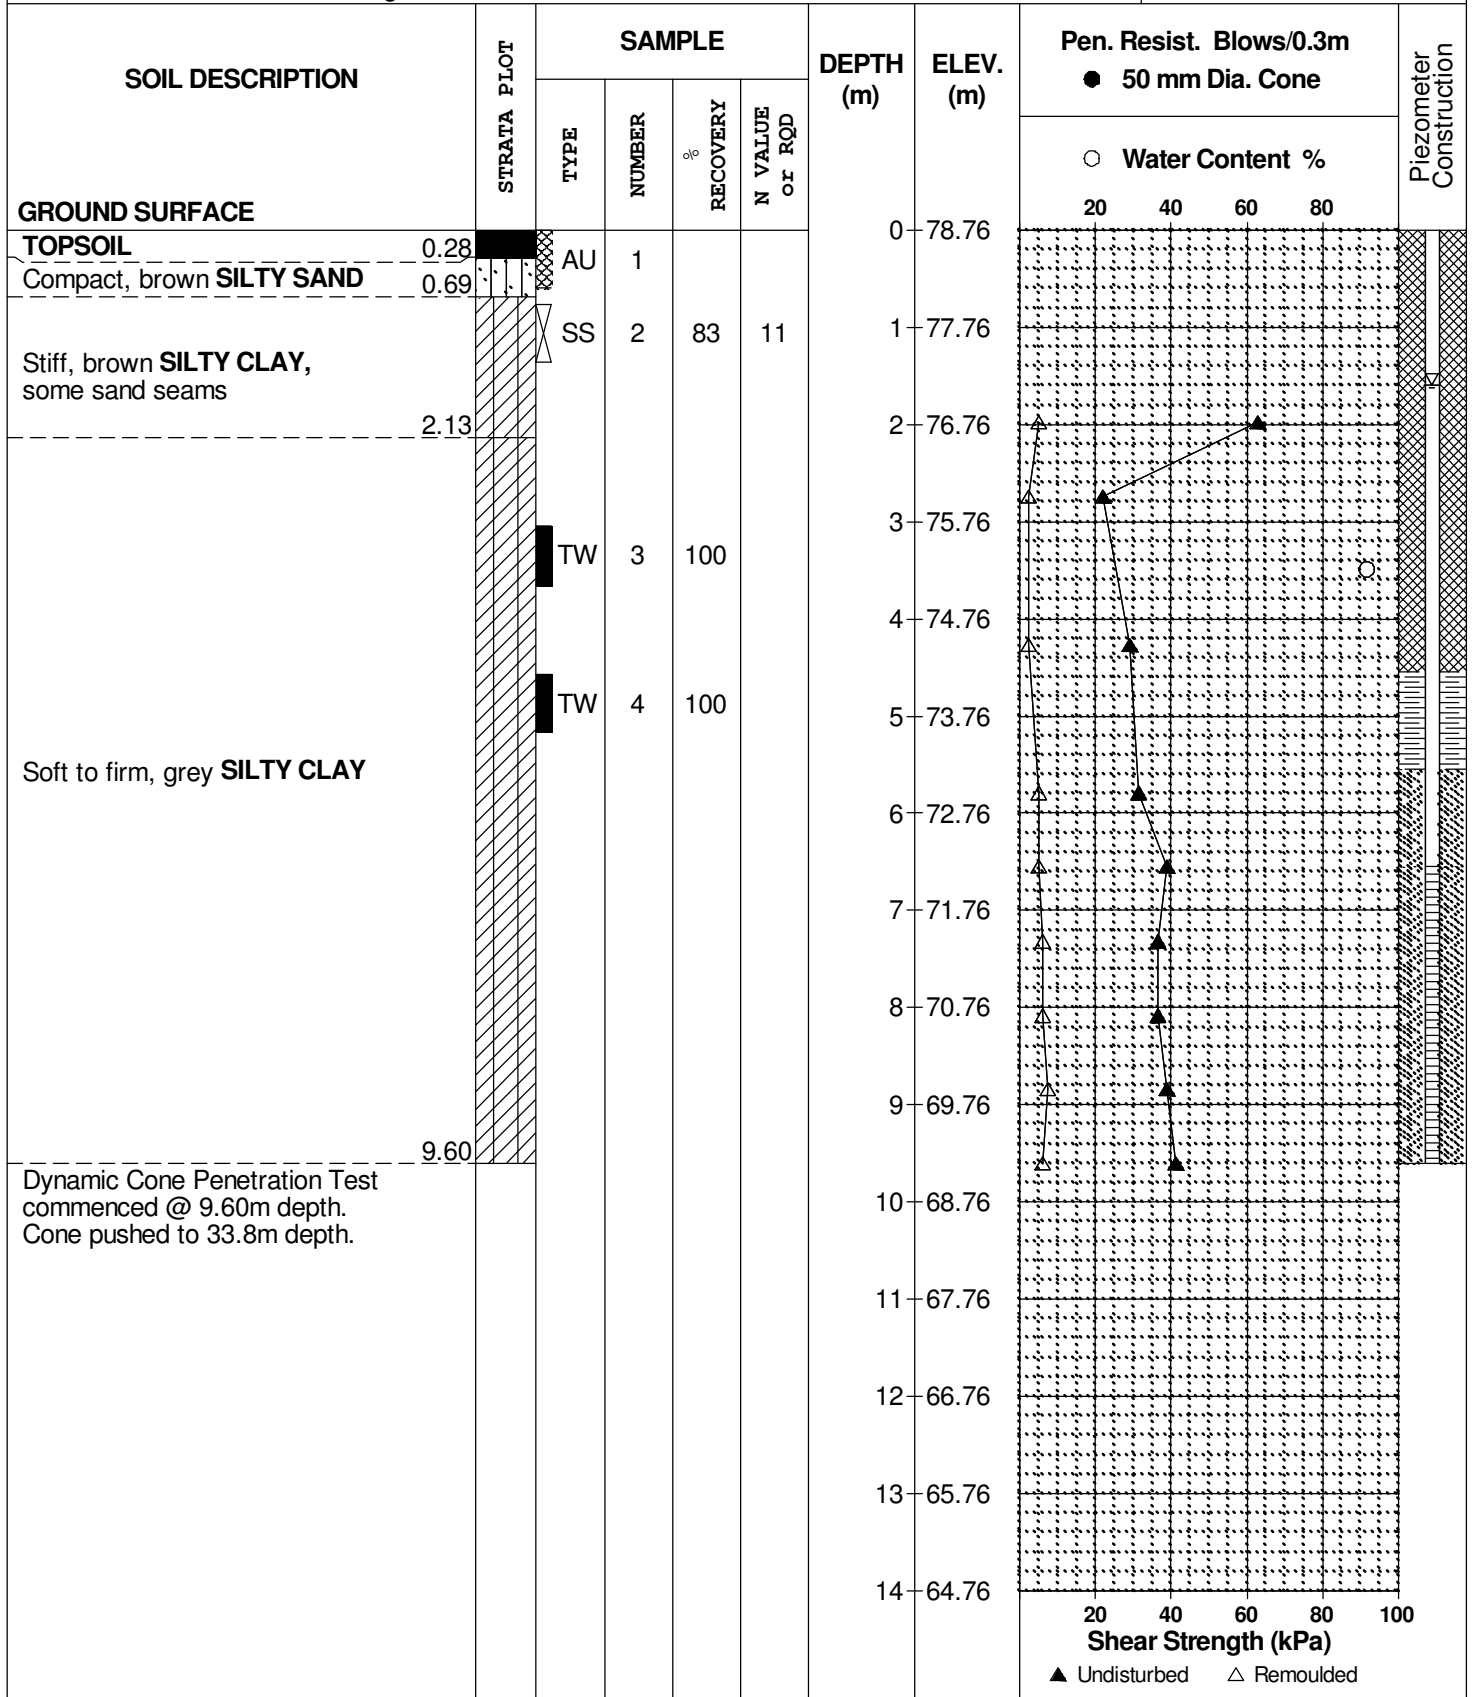 SOIL DESCRIPTION
GROUND SURFACE
STRATA PLOT
SAMPLE
TYPE
NUMBER
% RECOVERY
N VALUE or RQD
DEPTH (m)
ELEV. (m)
Pen. Resist. Blows/0.3m
● 50 mm Dia. Cone
○ Water Content %
20 40 60 80
Piezometer Construction
TOPSOIL 0.28
Compact, brown SILTY SAND 0.69
Stiff, brown SILTY CLAY,
some sand seams
2.13
Soft to firm, grey SILTY CLAY
9.60
Dynamic Cone Penetration Test
commenced @ 9.60m depth.
Cone pushed to 33.8m depth.
AU 1
SS 2 83 11
TW 3 100
TW 4 100
0 78.76
1 77.76
2 76.76
3 75.76
4 74.76
5 73.76
6 72.76
7 71.76
8 70.76
9 69.76
10 68.76
11 67.76
12 66.76
13 65.76
14 64.76
20 40 60 80 100
Shear Strength (kPa)
▲ Undisturbed △ Remoulded